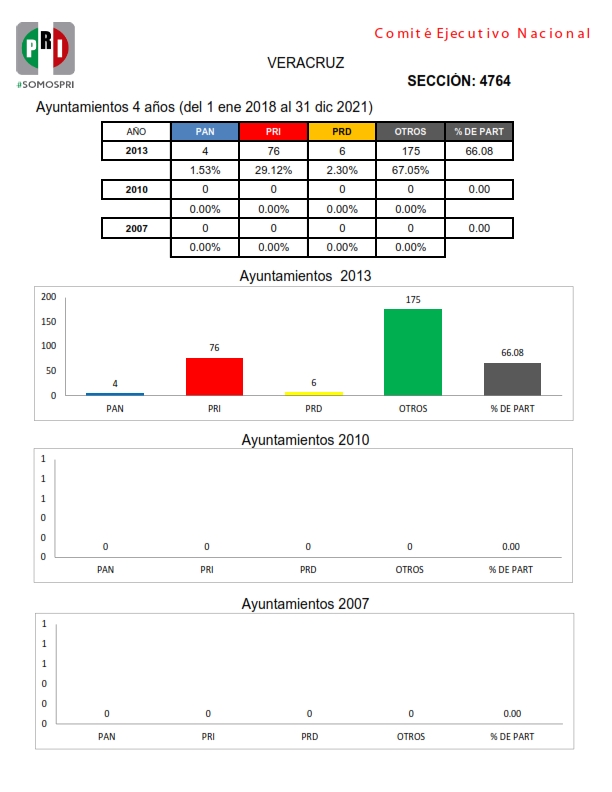 PRI
#SOMOSPRI
Comité Ejecutivo Nacional
VERACRUZ
SECCIÓN: 4764
Ayuntamientos 4 años (del 1 ene 2018 al 31 dic 2021)
AÑO PAN PRI PRD OTROS % DE PART
2013 4 76 6 175 66.08
1.53% 29.12% 2.30% 67.05%
2010 0 0 0 0 0.00
0.00% 0.00% 0.00% 0.00%
2007 0 0 0 0 0.00
0.00% 0.00% 0.00% 0.00%
Ayuntamientos 2013
200
150
100
50
0
4 76 6 175 66.08
PAN PRI PRD OTROS % DE PART
Ayuntamientos 2010
1
1
1
0
0
0
0 0 0 0 0.00
PAN PRI PRD OTROS % DE PART
Ayuntamientos 2007
1
1
1
0
0
0
0 0 0 0 0.00
PAN PRI PRD OTROS % DE PART